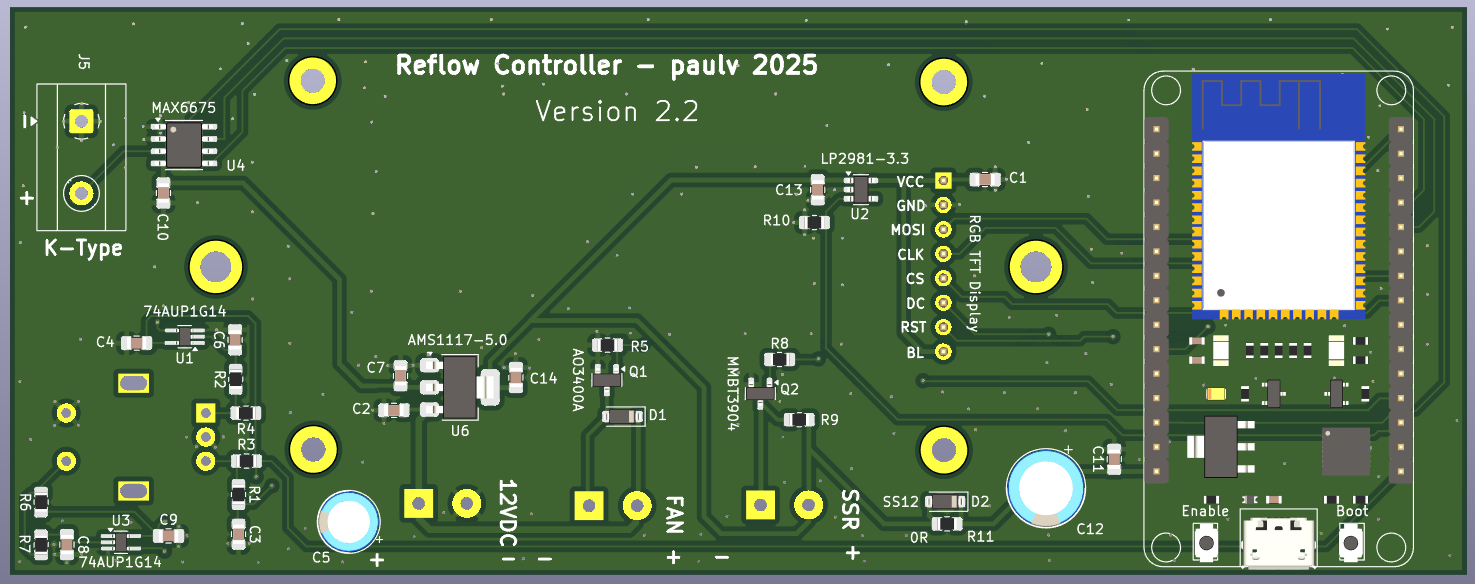 Reflow Controller – paulv 2025
Version 2.2
J5
MAX6675
U4
–
+
C10
K-Type
LP2981-3.3
C13
U2
R10
C1
VCC
GND
MOSI
CLK
CS
DC
RST
BL
RGB TFT Display
74AUP1G14
C4
U1
C6
R2
R4
R3
R1
C3
R6
R7
C8
U3
C9
74AUP1G14
C5
+
+
AMS1117-5.0
C7
C2
C14
U6
12VDC
–
AO3400A
R5
Q1
D1
FAN
–
+
MMBT3904
R8
Q2
R9
SSR
–
+
SS12
D2
0R
R11
+
C12
C11
Enable
Boot